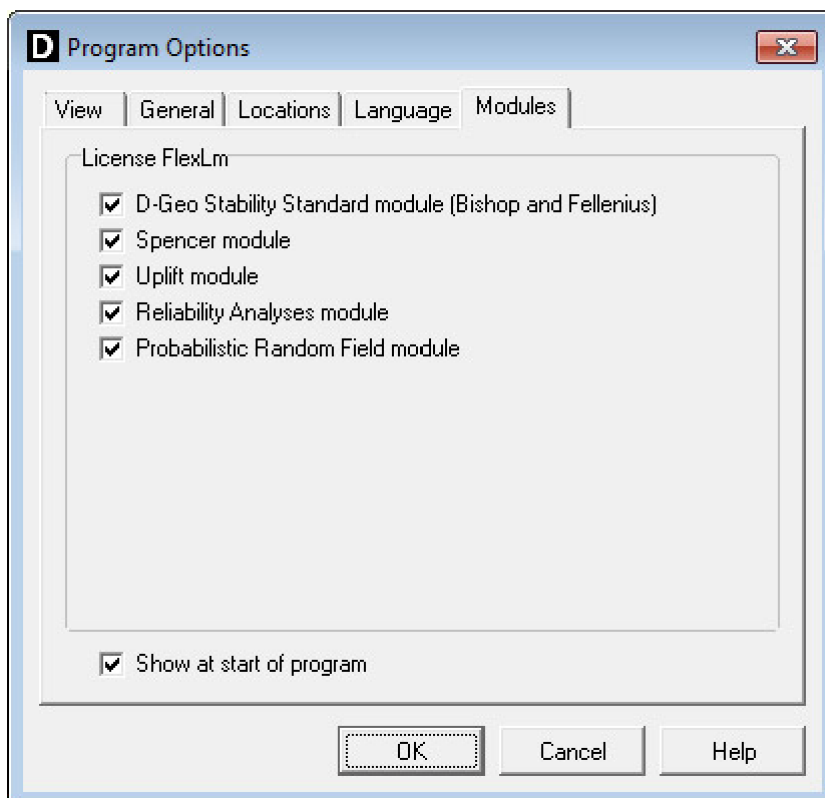 D Program Options
View General Locations Language Modules
License FlexLm
D-Geo Stability Standard module (Bishop and Fellenius)
Spencer module
Uplift module
Reliability Analyses module
Probabilistic Random Field module
Show at start of program
OK Cancel Help